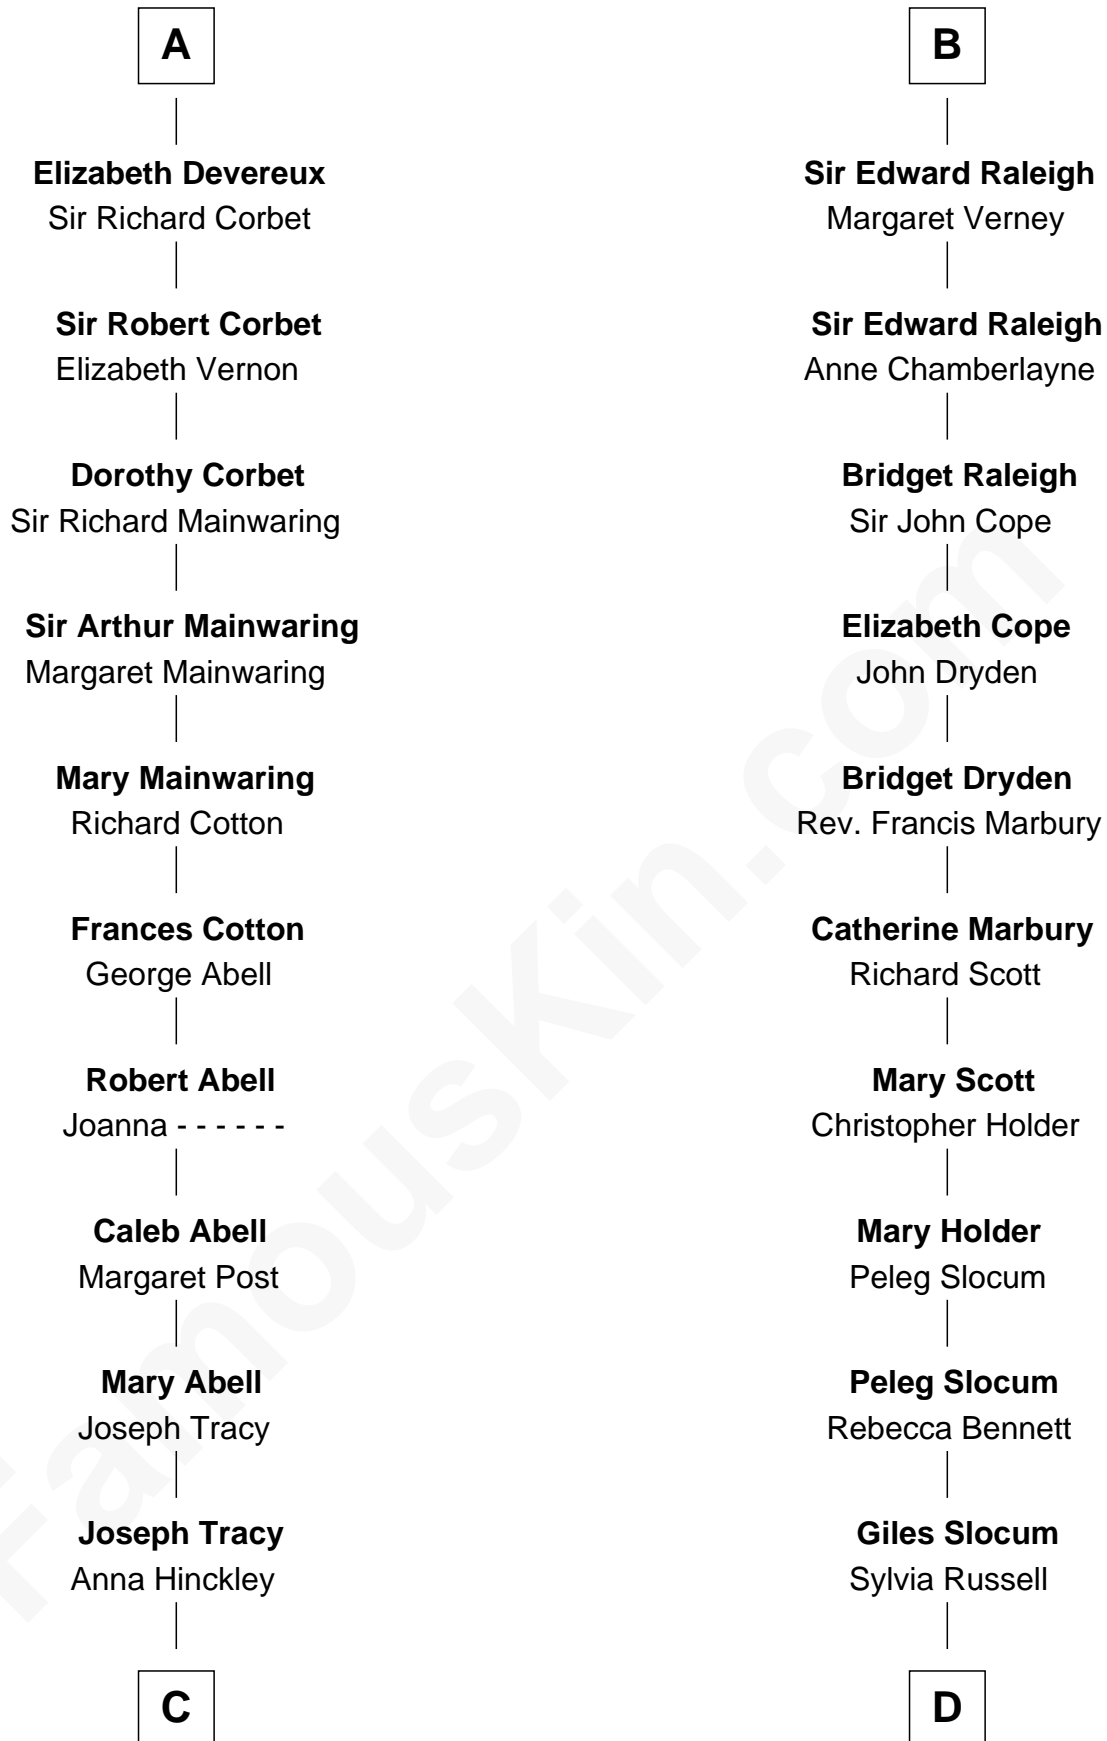 A
Elizabeth Devereux
Sir Richard Corbet
Sir Robert Corbet
Elizabeth Vernon
Dorothy Corbet
Sir Richard Mainwaring
Sir Arthur Mainwaring
Margaret Mainwaring
Mary Mainwaring
Richard Cotton
Frances Cotton
George Abell
Robert Abell
Joanna - - - - - -
Caleb Abell
Margaret Post
Mary Abell
Joseph Tracy
Joseph Tracy
Anna Hinckley
C
B
Sir Edward Raleigh
Margaret Verney
Sir Edward Raleigh
Anne Chamberlayne
Bridget Raleigh
Sir John Cope
Elizabeth Cope
John Dryden
Bridget Dryden
Rev. Francis Marbury
Catherine Marbury
Richard Scott
Mary Scott
Christopher Holder
Mary Holder
Peleg Slocum
Peleg Slocum
Rebecca Bennett
Giles Slocum
Sylvia Russell
D
FamousKin.com